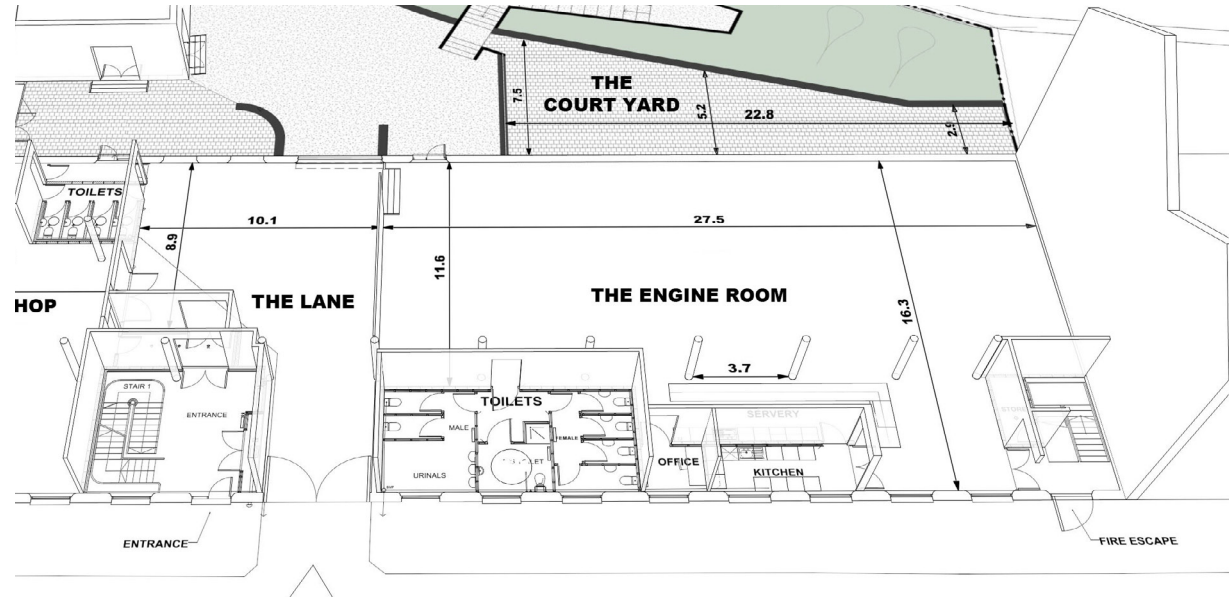 THE
COURT YARD
7.5
5.2
22.8
2.9
TOILETS
10.1
27.5
8.9
11.6
HOP
THE LANE
THE ENGINE ROOM
16.3
3.7
STAIR 1
ENTRANCE
TOILETS
MALE
FEMALE
SERVERY
STORE
URINALS
OFFICE
KITCHEN
ENTRANCE
FIRE ESCAPE